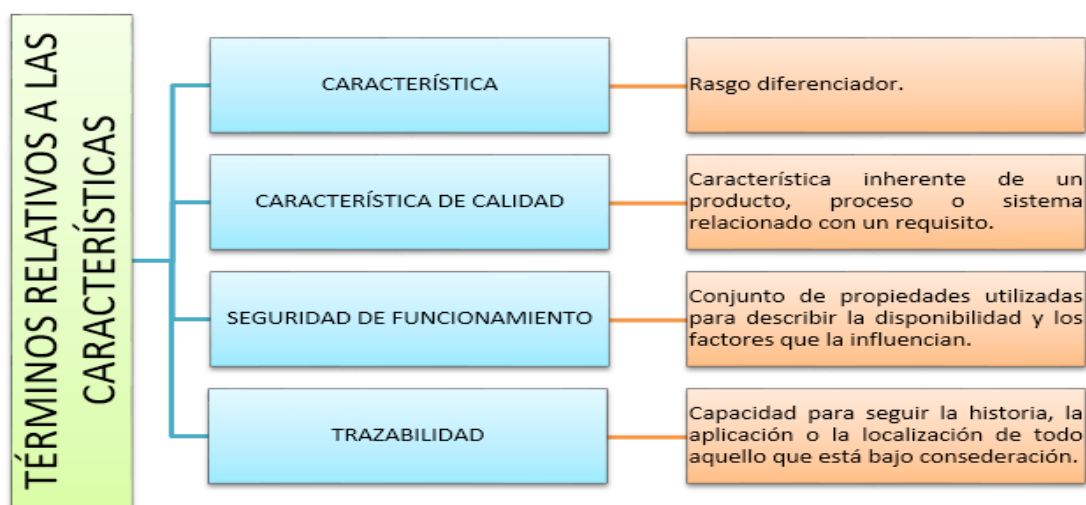 TÉRMINOS RELATIVOS A LAS
CARACTERÍSTICAS
CARACTERÍSTICA
Rasgo diferenciador.
CARACTERÍSTICA DE CALIDAD
Característica inherente de un
producto, proceso o sistema
relacionado con un requisito.
SEGURIDAD DE FUNCIONAMIENTO
Conjunto de propiedades utilizadas
para describir la disponibilidad y los
factores que la influencian.
TRAZABILIDAD
Capacidad para seguir la historia, la
aplicación o la localización de todo
aquello que está bajo consederación.